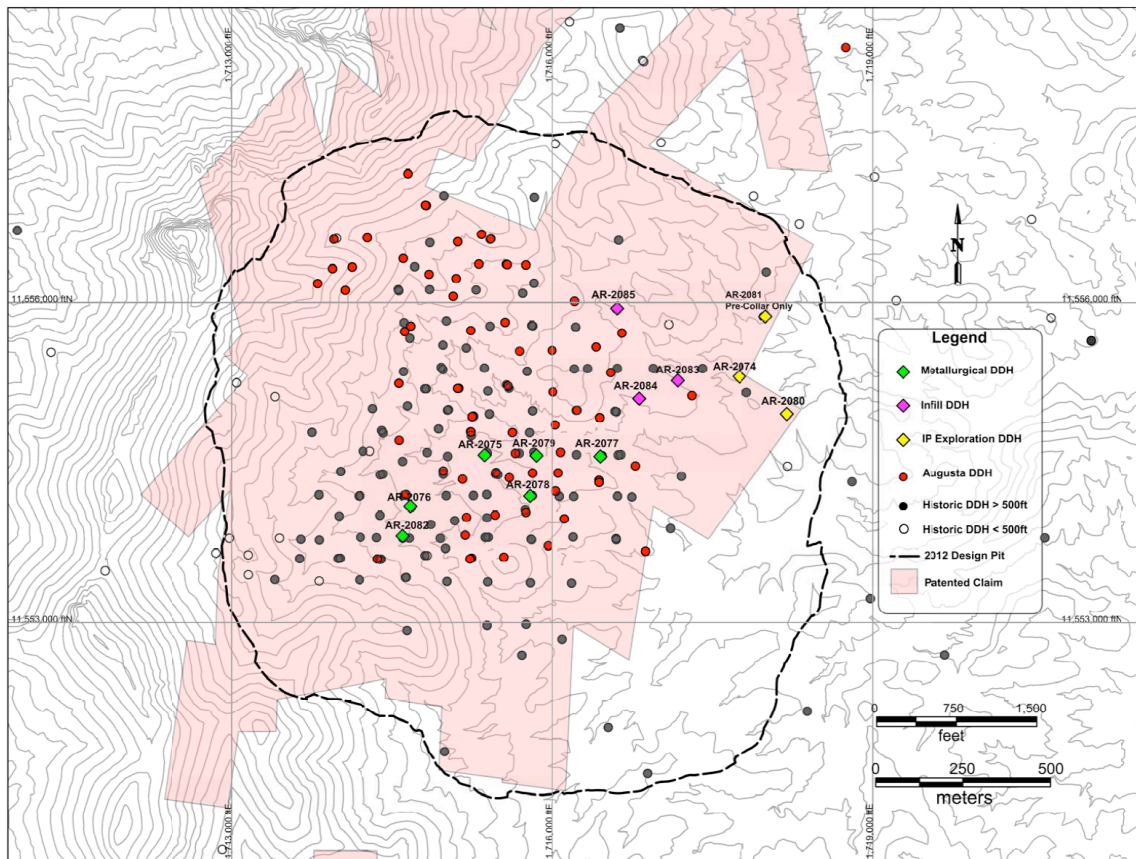 1,713,000 ftE
1,716,000 ftE
1,719,000 ftE
N
11,556,000 ftN
AR-2085
AR-2081
Pre-Collar Only
11,556,000 ftN
AR-2083
AR-2074
AR-2084
AR-2080
AR-2075
AR-2079
AR-2077
AR-2078
AR-2076
AR-2082
Legend
Metallurgical DDH
Infill DDH
IP Exploration DDH
Augusta DDH
Historic DDH > 500ft
Historic DDH < 500ft
2012 Design Pit
Patented Claim
11,553,000 ftN
11,553,000 ftN
0 750 1,500
feet
0 250 500
meters
1,713,000 ftE
1,716,000 ftE
1,719,000 ftE